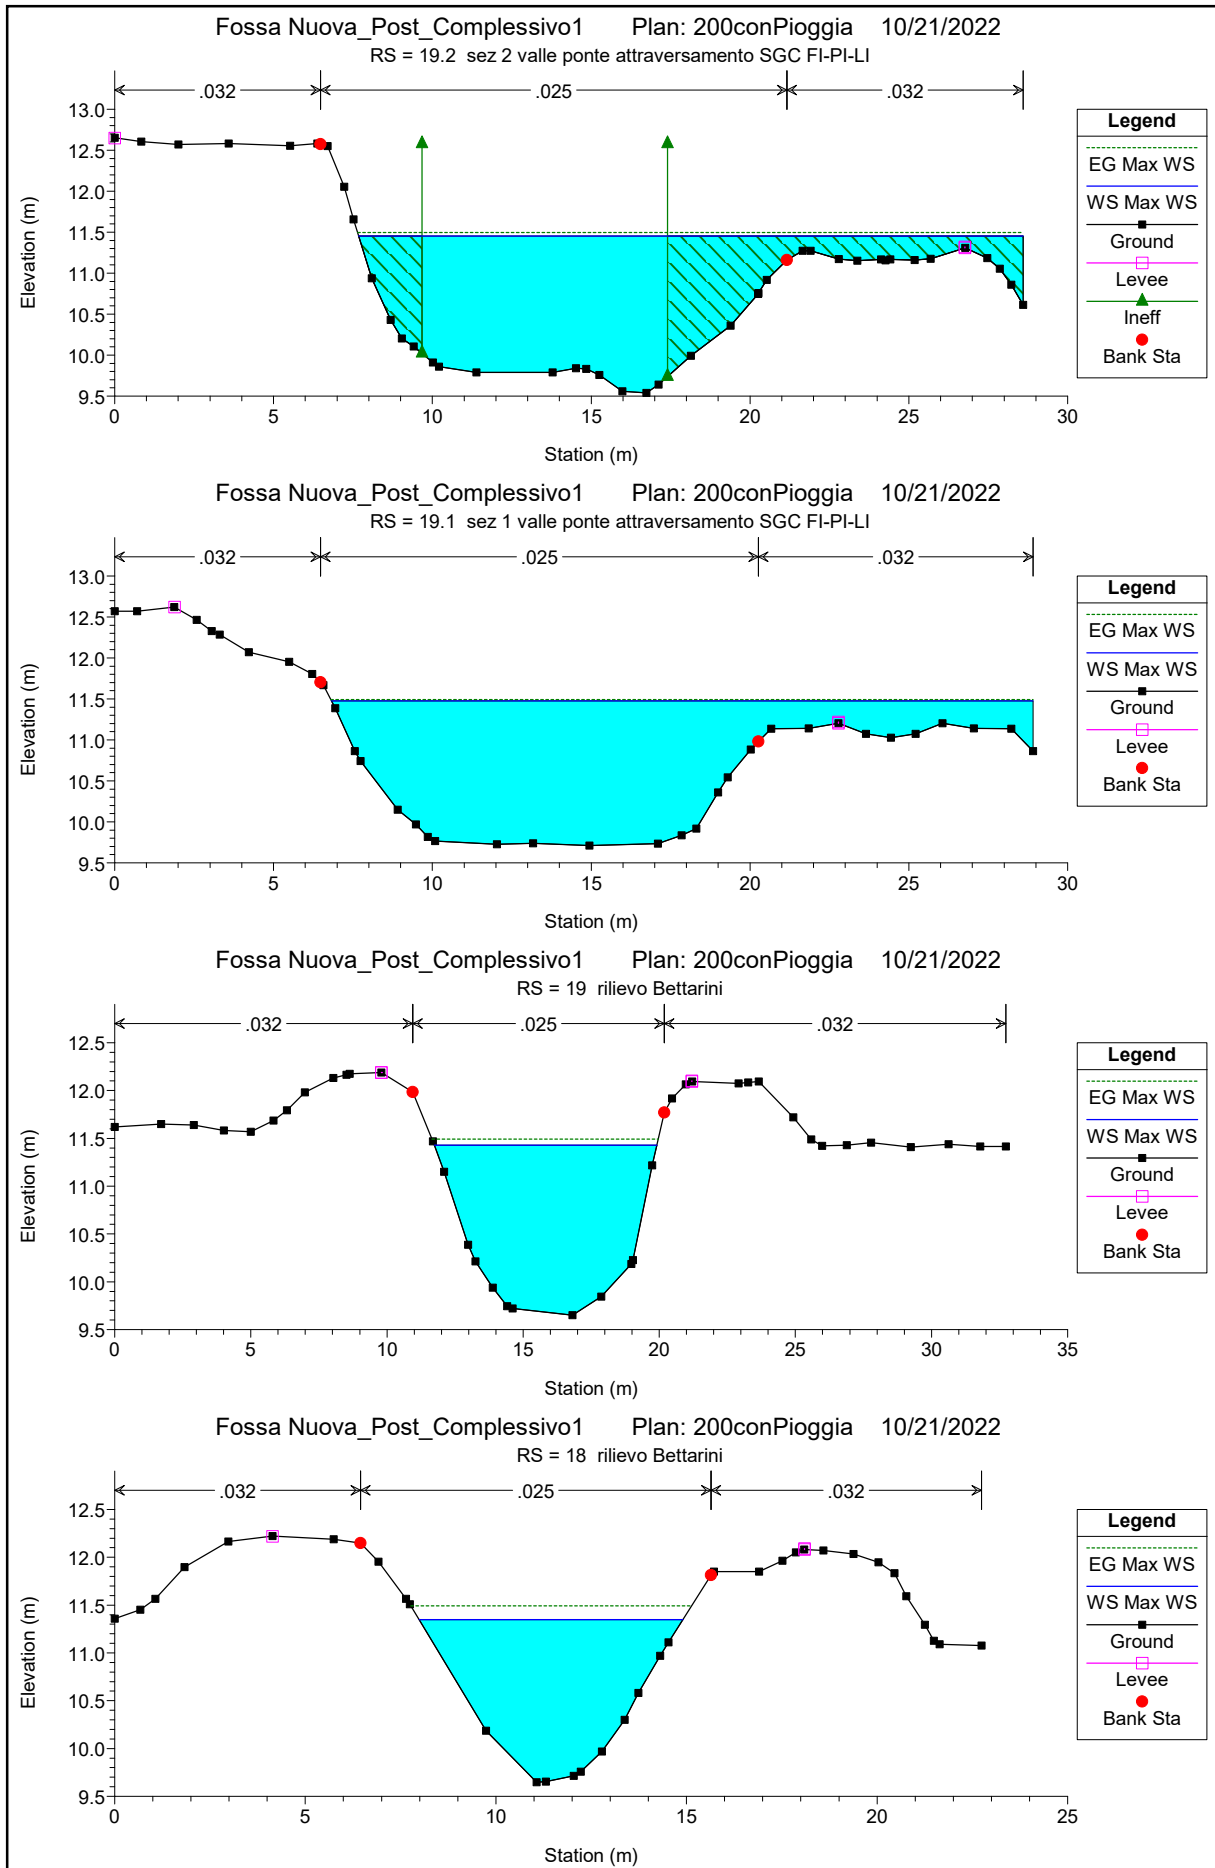 Fossa Nuova_Post_Complessivo1 Plan: 200conPioggia 10/21/2022
RS = 19.2 sez 2 valle ponte attraversamento SGC FI-PI-LI
.032 .025 .032
13.0
12.5
12.0
11.5
11.0
10.5
10.0
9.5
Elevation (m)
0 5 10 15 20 25 30
Station (m)
Legend
EG Max WS
WS Max WS
Ground
Levee
Ineff
Bank Sta
Fossa Nuova_Post_Complessivo1 Plan: 200conPioggia 10/21/2022
RS = 19.1 sez 1 valle ponte attraversamento SGC FI-PI-LI
.032 .025 .032
13.0
12.5
12.0
11.5
11.0
10.5
10.0
9.5
Elevation (m)
0 5 10 15 20 25 30
Station (m)
Legend
EG Max WS
WS Max WS
Ground
Levee
Bank Sta
Fossa Nuova_Post_Complessivo1 Plan: 200conPioggia 10/21/2022
RS = 19 rilievo Bettarini
.032 .025 .032
12.5
12.0
11.5
11.0
10.5
10.0
9.5
Elevation (m)
0 5 10 15 20 25 30 35
Station (m)
Legend
EG Max WS
WS Max WS
Ground
Levee
Bank Sta
Fossa Nuova_Post_Complessivo1 Plan: 200conPioggia 10/21/2022
RS = 18 rilievo Bettarini
.032 .025 .032
12.5
12.0
11.5
11.0
10.5
10.0
9.5
Elevation (m)
0 5 10 15 20 25
Station (m)
Legend
EG Max WS
WS Max WS
Ground
Levee
Bank Sta